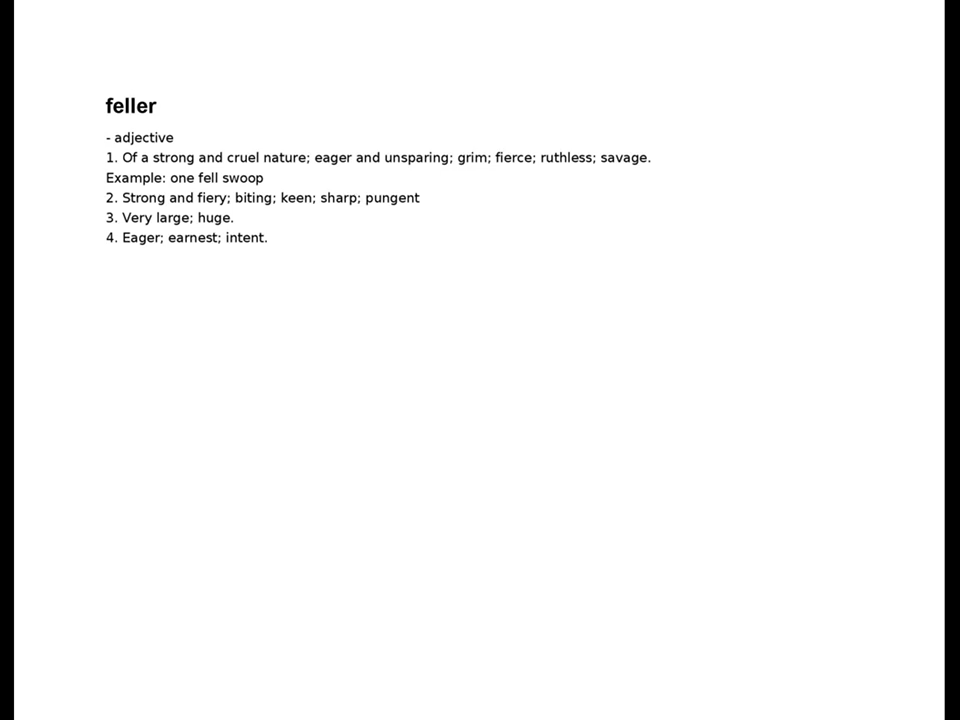 feller
- adjective
1. Of a strong and cruel nature; eager and unsparing; grim; fierce; ruthless; savage.
Example: one fell swoop
2. Strong and fiery; biting; keen; sharp; pungent
3. Very large; huge.
4. Eager; earnest; intent.